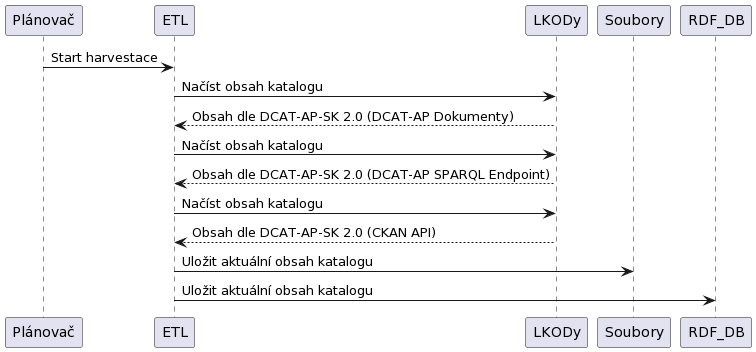 Plánovač ETL LKODy Soubory RDF_DB
Start harvestace
Načíst obsah katalogu
Obsah dle DCAT-AP-SK 2.0 (DCAT-AP Dokumenty)
Načíst obsah katalogu
Obsah dle DCAT-AP-SK 2.0 (DCAT-AP SPARQL Endpoint)
Načíst obsah katalogu
Obsah dle DCAT-AP-SK 2.0 (CKAN API)
Uložit aktuální obsah katalogu
Uložit aktuální obsah katalogu
Plánovač ETL LKODy Soubory RDF_DB